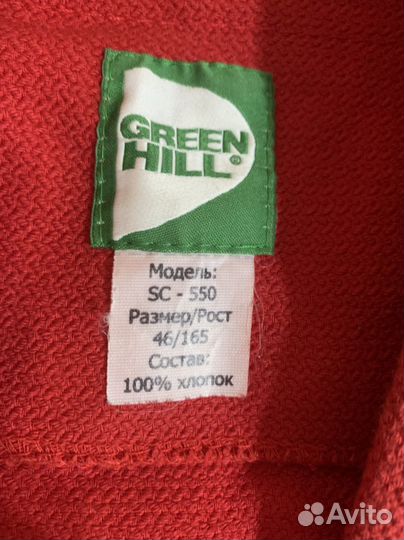 GREEN
HILL®
Модель:
SC - 550
Размер/Рост
46/165
Состав:
100% хлопок
Avito